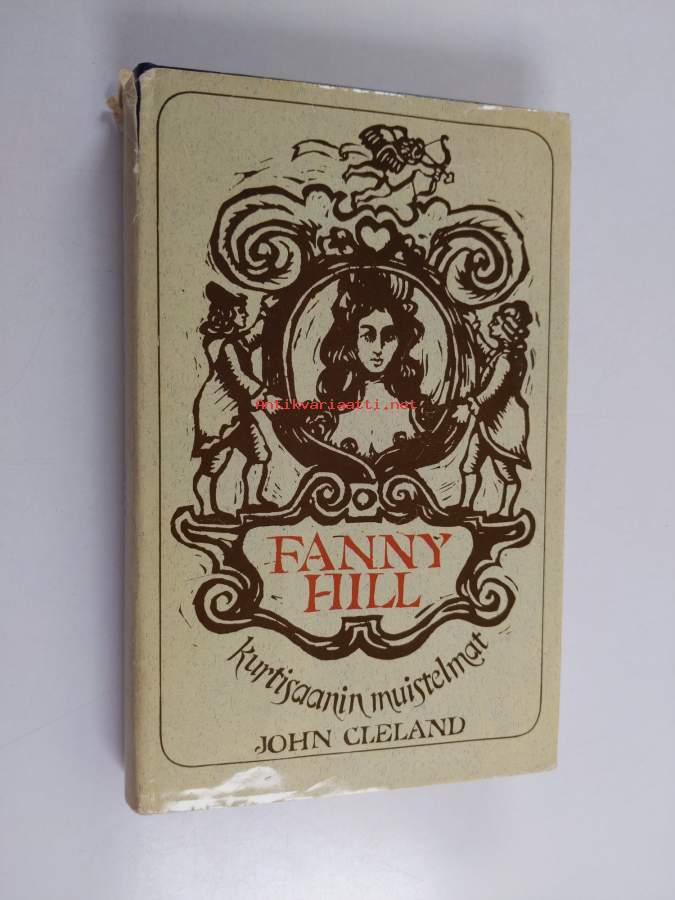 Antikvariaatti.net
FANNY
HILL
kurtisaanin muistelmat
JOHN CLELAND